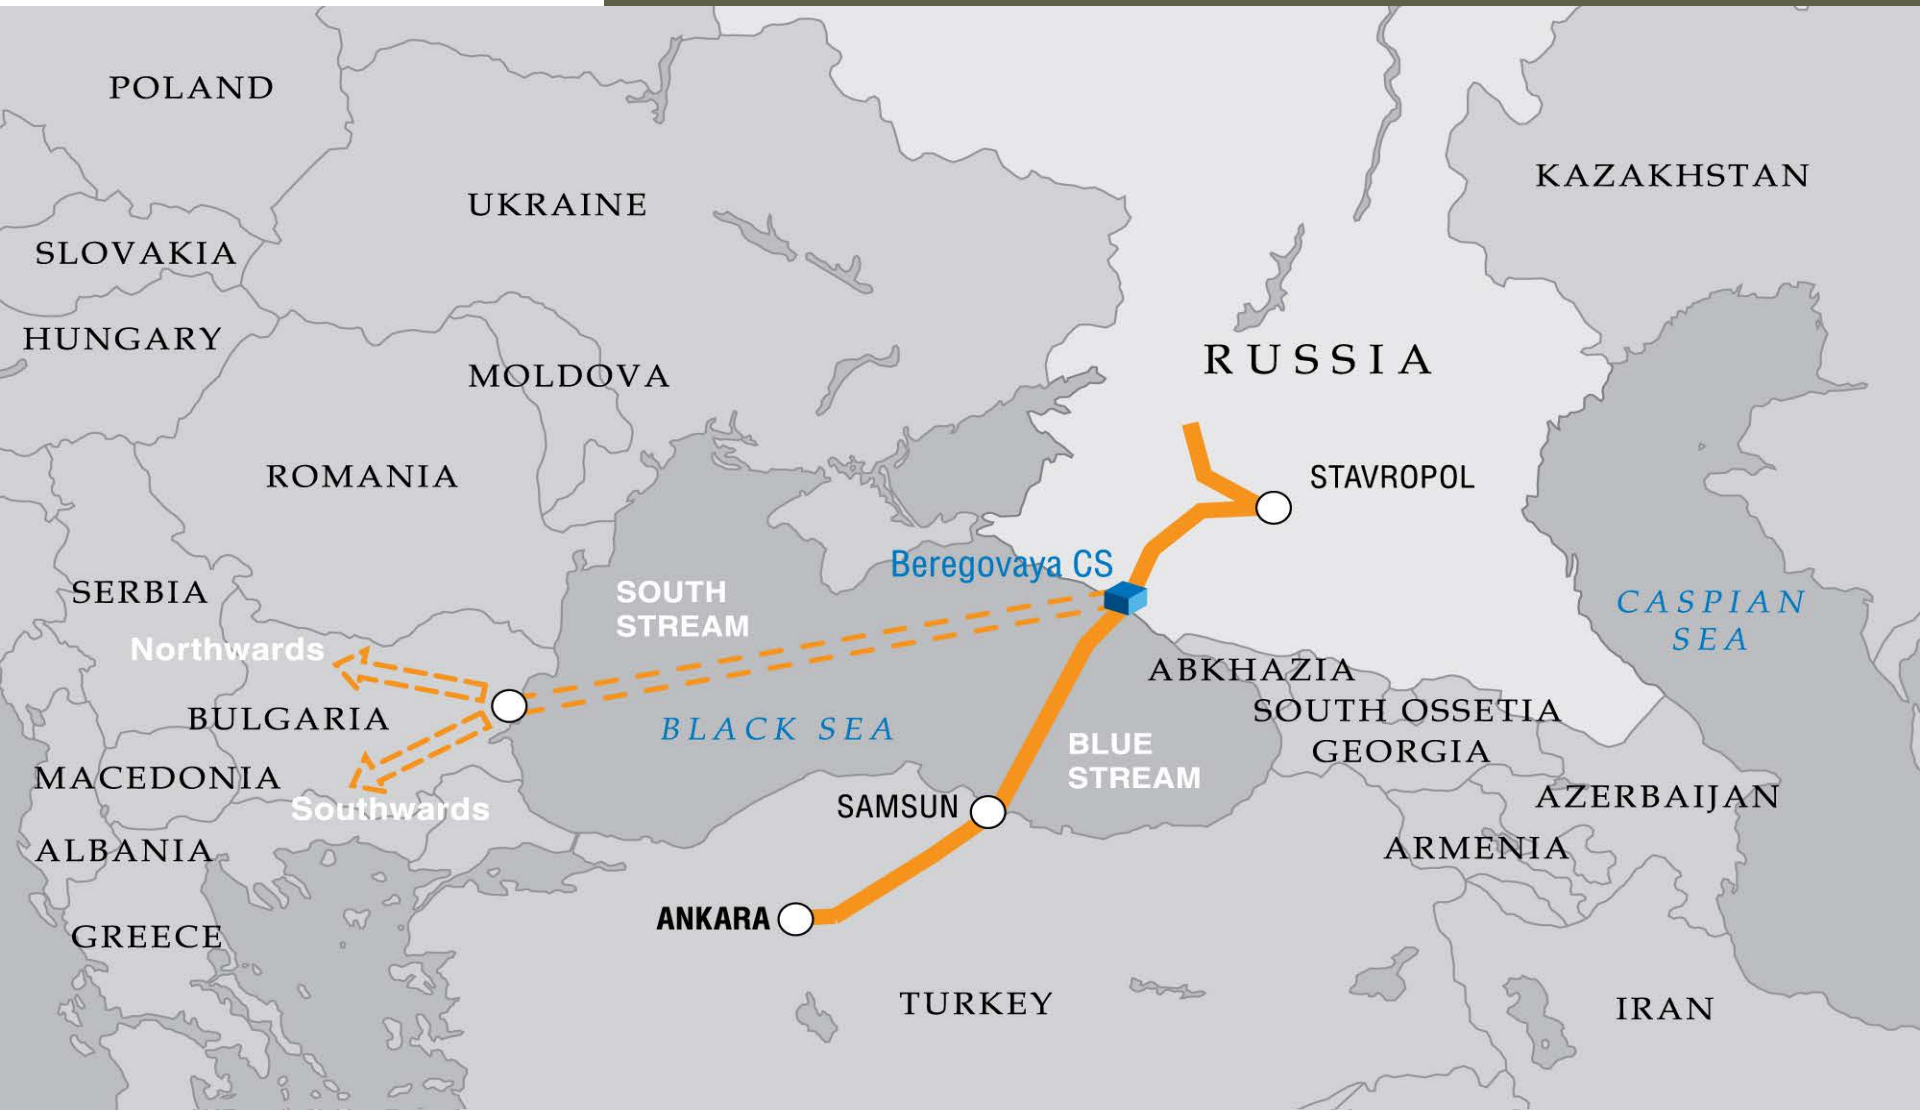 POLAND
KAZAKHSTAN
UKRAINE
SLOVAKIA
HUNGARY
RUSSIA
MOLDOVA
ROMANIA
STAVROPOL
Beregovaya CS
SERBIA
SOUTH
STREAM
CASPIAN
SEA
Northwards
ABKHAZIA
BULGARIA
BLACK SEA
SOUTH OSSETIA
BLUE
STREAM
GEORGIA
MACEDONIA
Southwards
SAMSUN
AZERBAIJAN
ALBANIA
ARMENIA
ANKARA
GREECE
TURKEY
IRAN